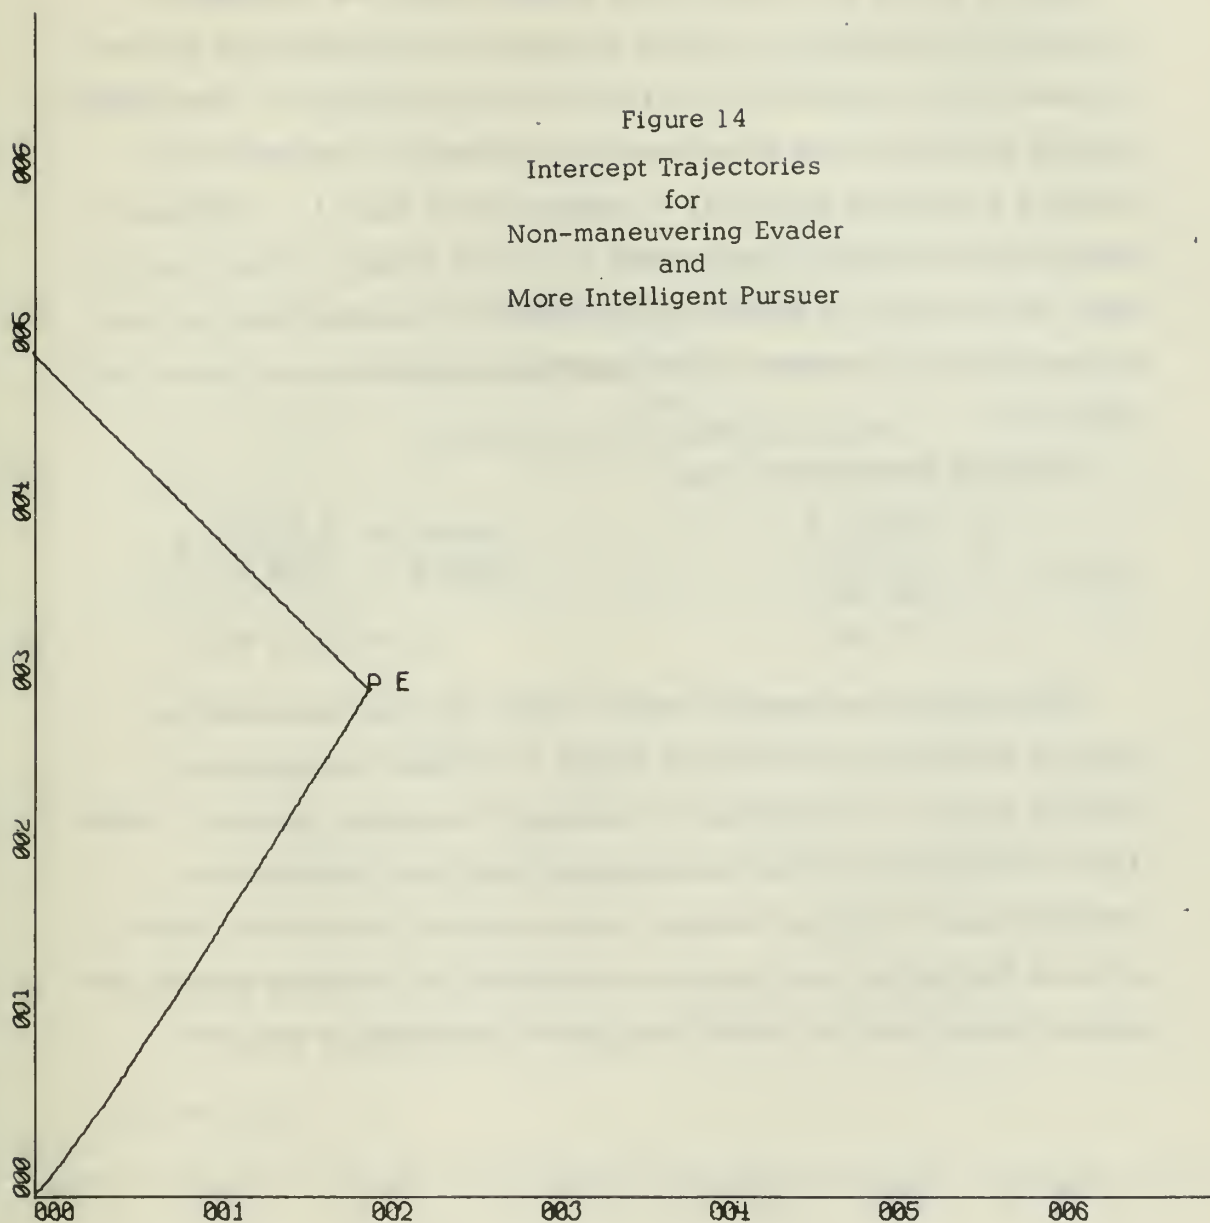 Figure 14
Intercept Trajectories
for
Non-maneuvering Evader
and
More Intelligent Pursuer
006
005
004
003
P E
002
001
000
000 001 002 003 004 005 006